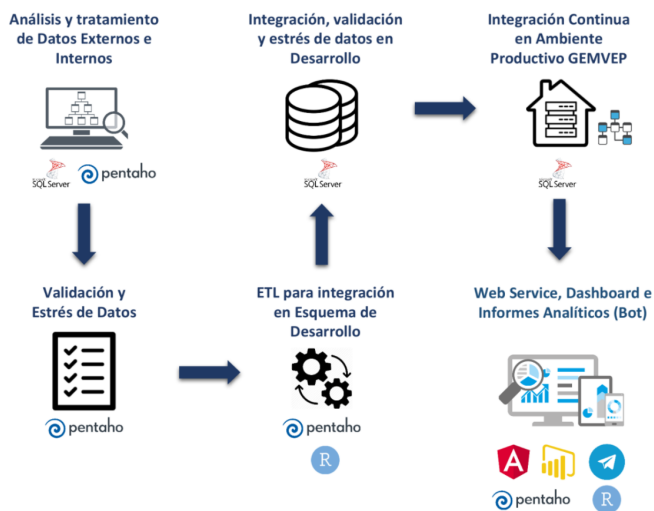 Análisis y tratamiento
de Datos Externos e
Internos
SQL Server
pentaho
Validación y
Estrés de Datos
pentaho
ETL para integración
en Esquema de
Desarrollo
pentaho
R
Integración, validación
y estrés de datos en
Desarrollo
SQL Server
Integración Continua
en Ambiente
Productivo GEMVEP
SQL Server
Web Service, Dashboard e
Informes Analíticos (Bot)
A
pentaho
R